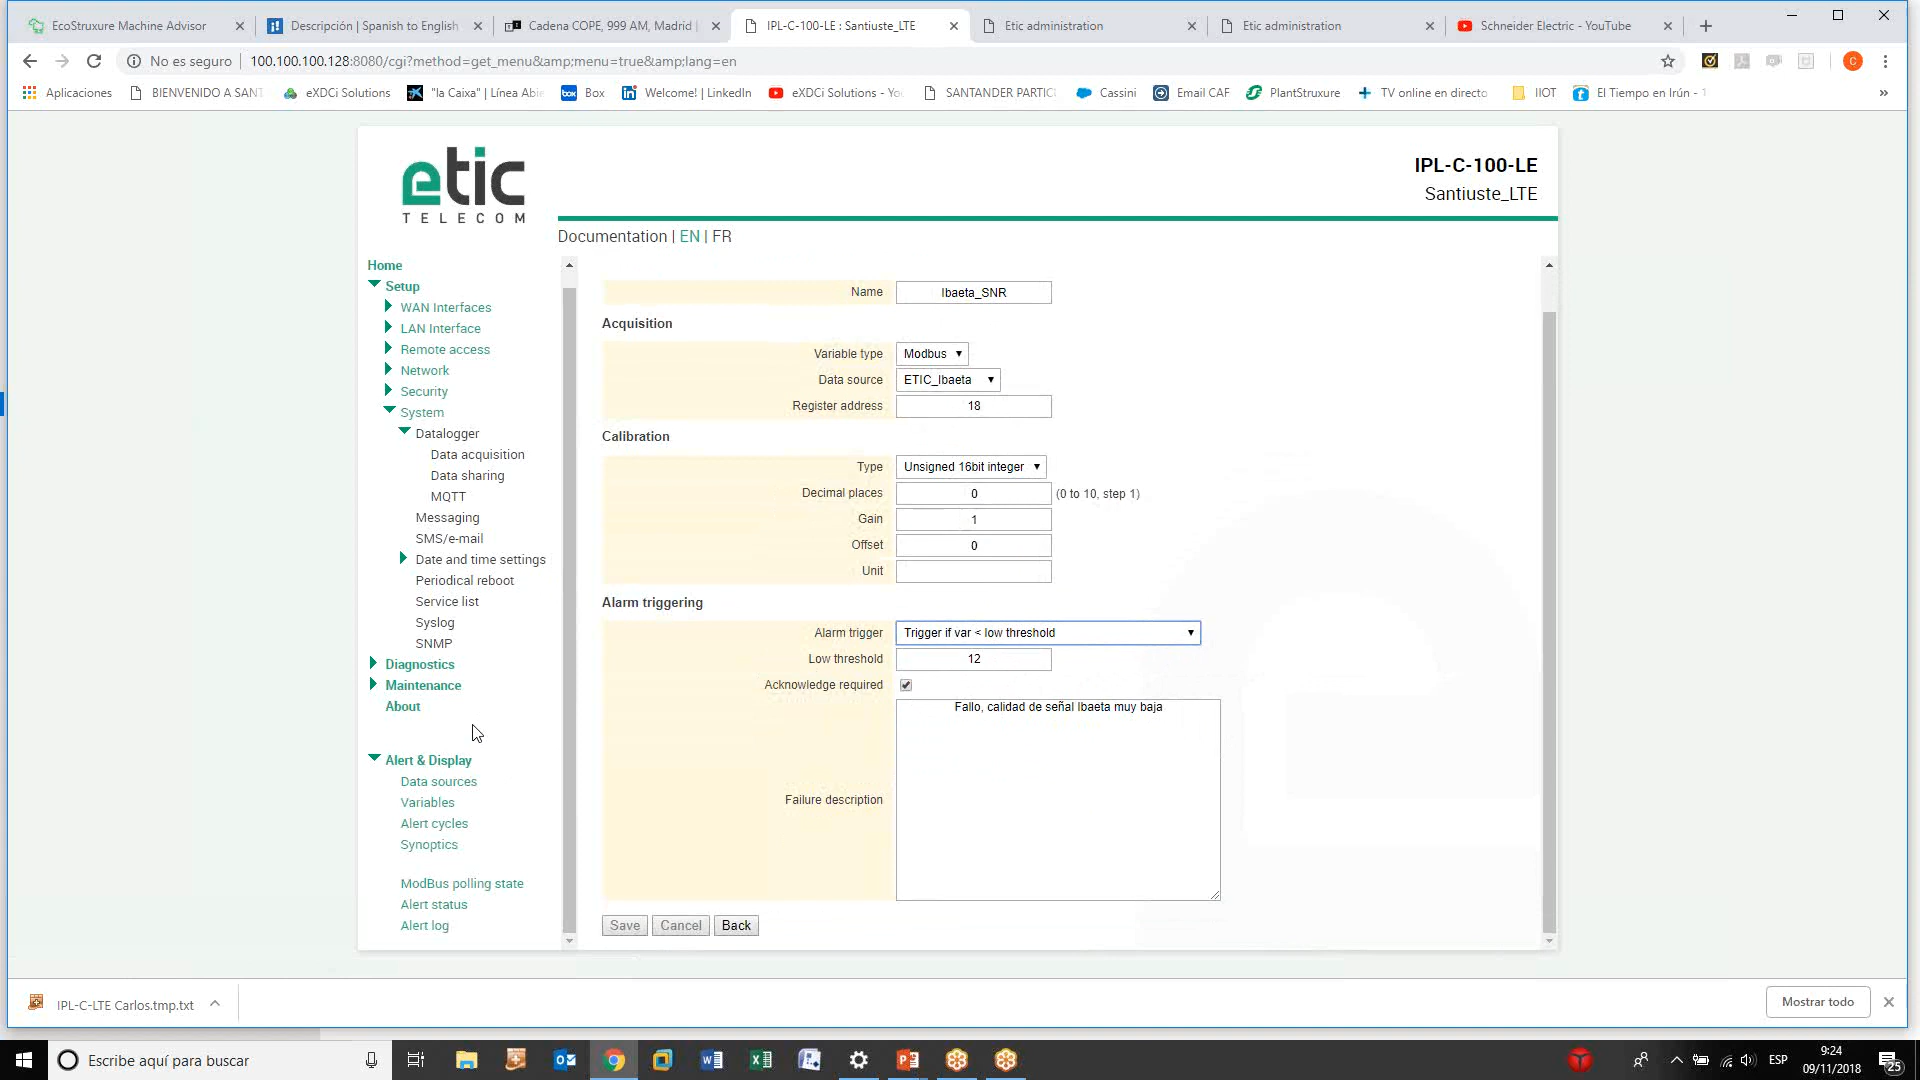 EcoStruxure Machine Advisor
Descripción | Spanish to English
Cadena COPE, 999 AM, Madrid |
IPL-C-100-LE : Santiuste_LTE
Etic administration
Etic administration
Schneider Electric - YouTube
No es seguro
100.100.100.128:8080/cgi?method=get_menu&amp;menu=true&amp;lang=en
Aplicaciones
BIENVENIDO A SANT
eXDCi Solutions
"la Caixa" | Línea Abie
Box
Welcome! | LinkedIn
eXDCi Solutions - Yo
SANTANDER PARTIC
Cassini
Email CAF
PlantStruxure
TV online en directo
IIOT
El Tiempo en Irún - 1
»
etic
TELECOM
IPL-C-100-LE
Santiuste_LTE
Documentation | EN | FR
Home
Setup
WAN Interfaces
LAN Interface
Remote access
Network
Security
System
Datalogger
Data acquisition
Data sharing
MQTT
Messaging
SMS/e-mail
Date and time settings
Periodical reboot
Service list
Syslog
SNMP
Diagnostics
Maintenance
About
Alert & Display
Data sources
Variables
Alert cycles
Synoptics
ModBus polling state
Alert status
Alert log
Name Ibaeta_SNR
Acquisition
Variable type Modbus
Data source ETIC_Ibaeta
Register address 18
Calibration
Type Unsigned 16bit integer
Decimal places 0 (0 to 10, step 1)
Gain 1
Offset 0
Unit
Alarm triggering
Alarm trigger Trigger if var < low threshold
Low threshold 12
Acknowledge required
Fallo, calidad de señal Ibaeta muy baja
Failure description
Save Cancel Back
IPL-C-LTE Carlos.tmp.txt
Mostrar todo
Escribe aquí para buscar
ESP
9:24
09/11/2018
25